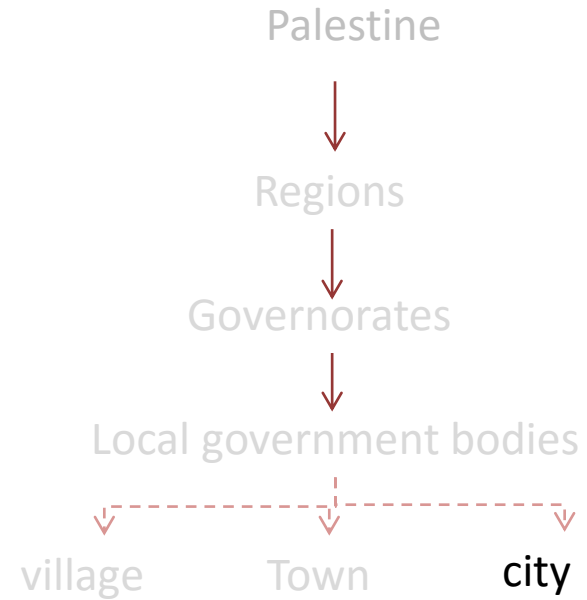 Palestine
Regions
Governorates
Local government bodies
village Town city